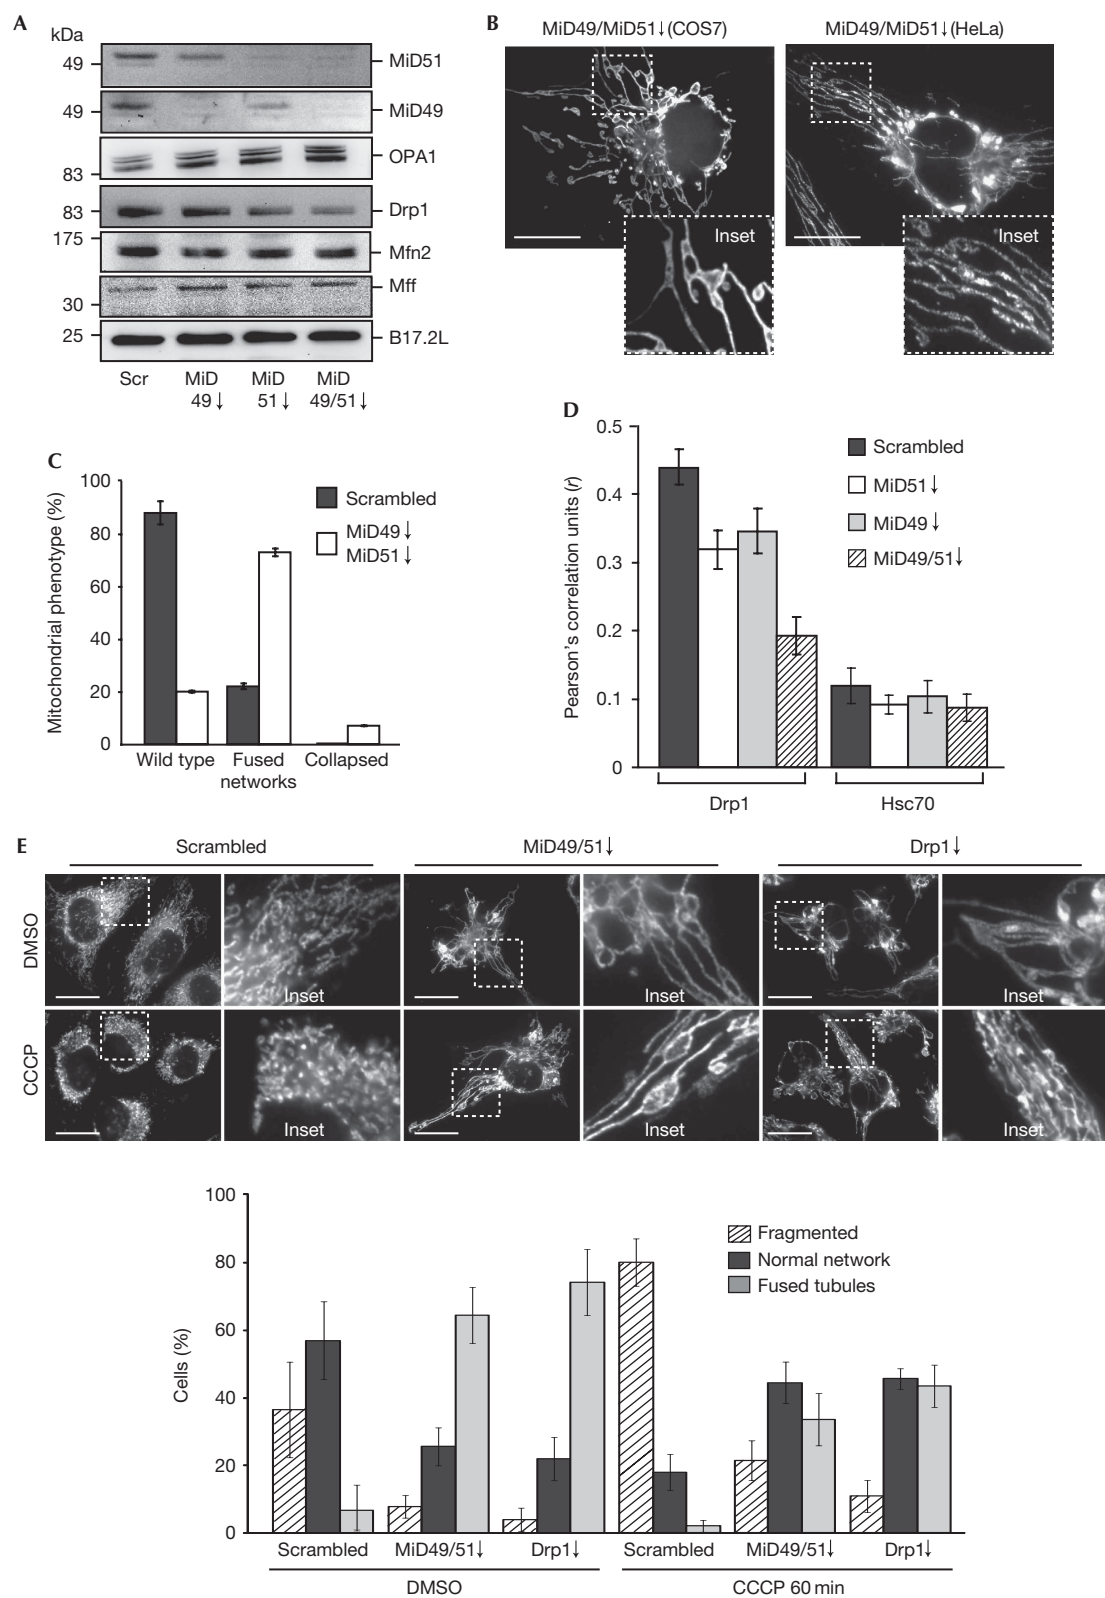 A
kDa
49
MiD51
49
MiD49
OPA1
83
83
Drp1
175
Mfn2
Mff
30
25
B17.2L
Scr MiD 49↓ MiD 51↓ MiD 49/51↓
B
MiD49/MiD51↓(COS7)
MiD49/MiD51↓(HeLa)
Inset
Inset
C
Mitochondrial phenotype (%)
100
80
60
40
20
0
Scrambled
MiD49↓
MiD51↓
Wild type
Fused networks
Collapsed
D
Pearson's correlation units (r)
0.5
0.4
0.3
0.2
0.1
0
Scrambled
MiD51↓
MiD49↓
MiD49/51↓
Drp1
Hsc70
E
Scrambled
MiD49/51↓
Drp1↓
DMSO
Inset
Inset
Inset
CCCP
Inset
Inset
Inset
Cells (%)
100
80
60
40
20
0
Fragmented
Normal network
Fused tubules
Scrambled MiD49/51↓ Drp1↓ Scrambled MiD49/51↓ Drp1↓
DMSO
CCCP 60 min